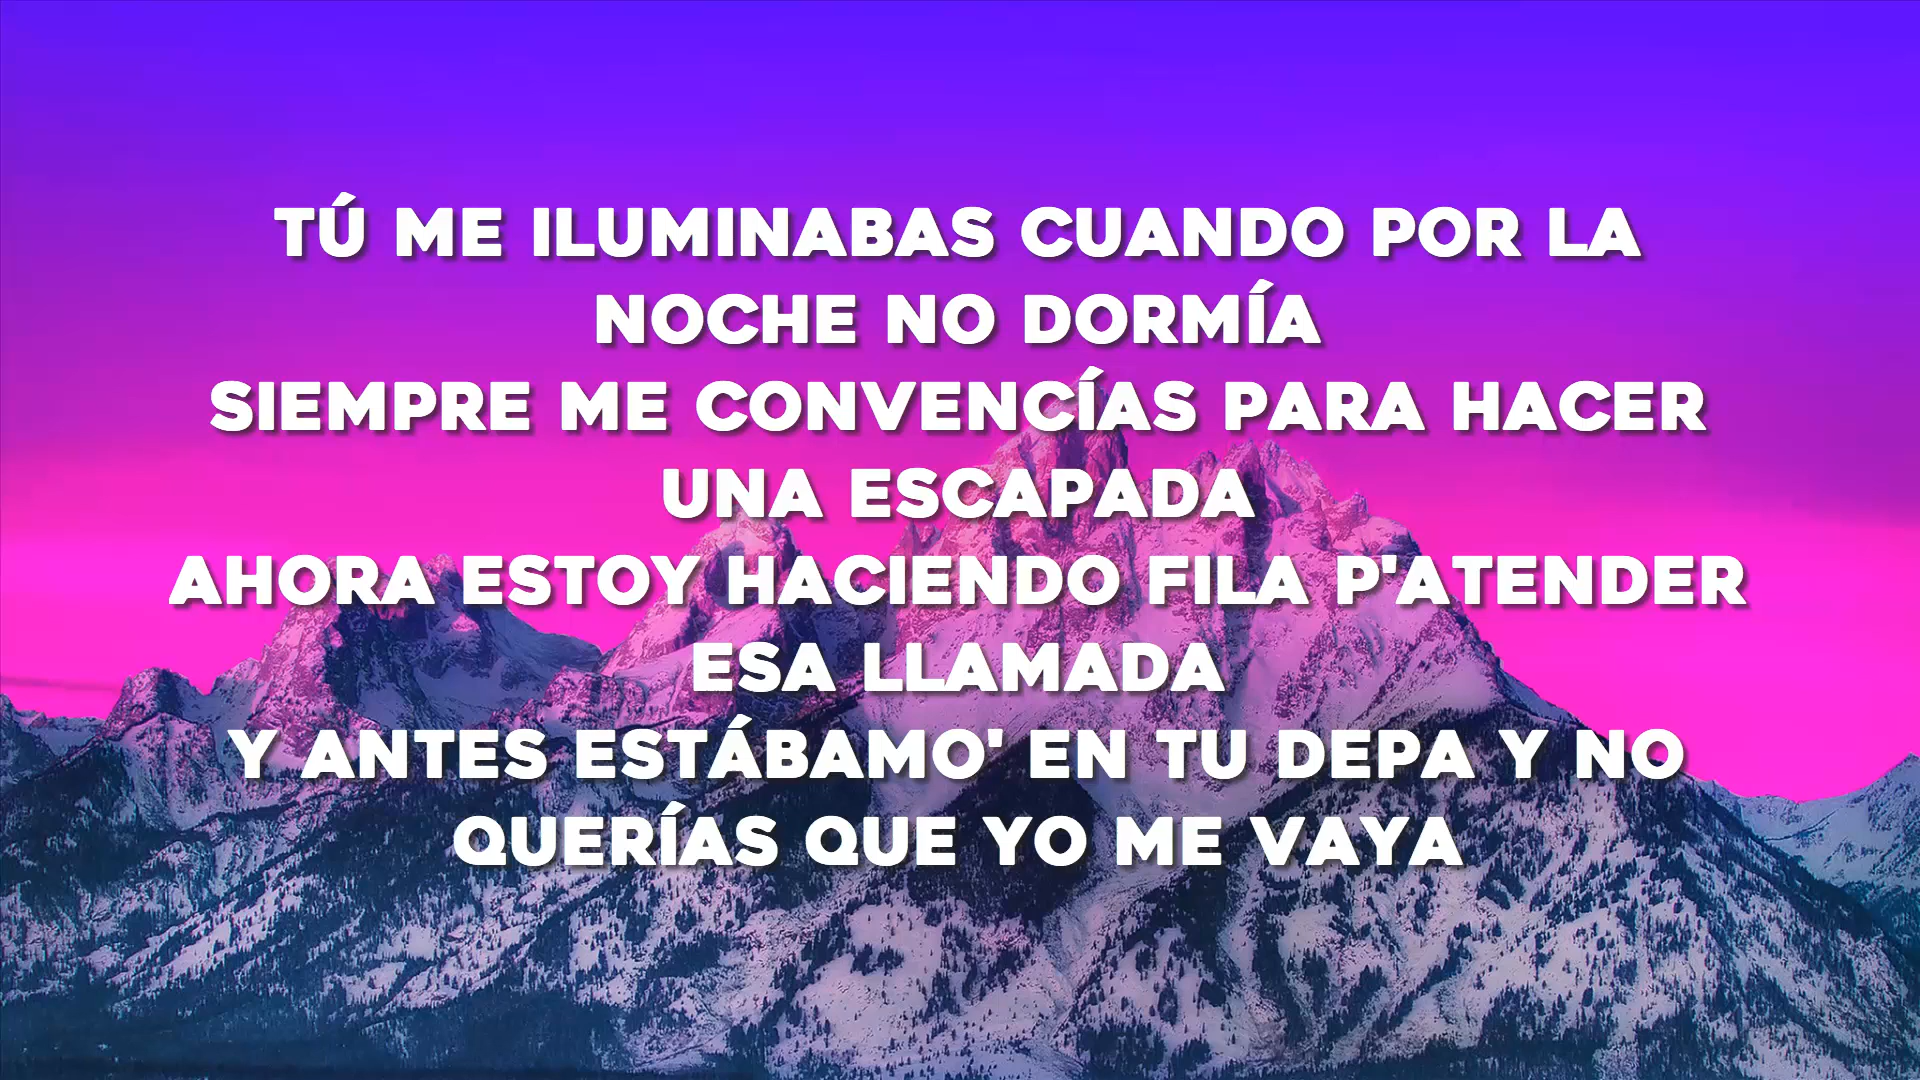 TÚ ME ILUMINABAS CUANDO POR LA
NOCHE NO DORMÍA
SIEMPRE ME CONVENCÍAS PARA HACER
UNA ESCAPADA
AHORA ESTOY HACIENDO FILA P'ATENDER
ESA LLAMADA
Y ANTES ESTÁBAMO' EN TU DEPA Y NO
QUERÍAS QUE YO ME VAYA